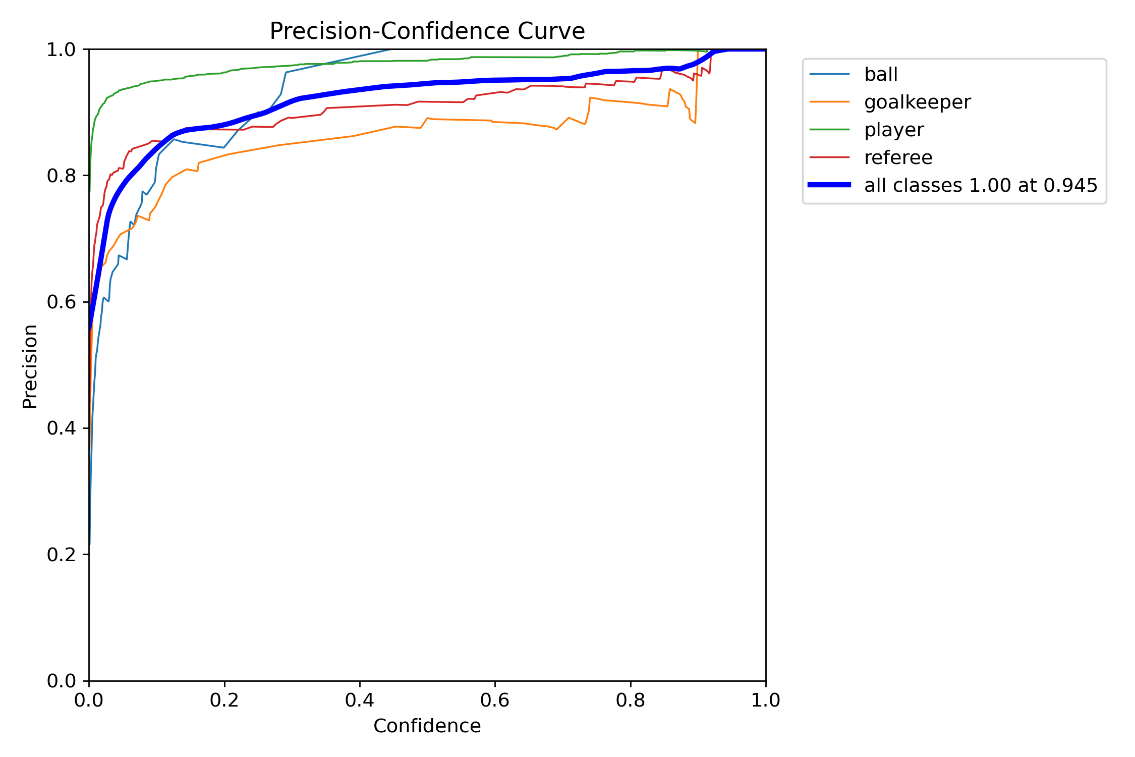 Precision-Confidence Curve
1.0
0.8
0.6
0.4
0.2
0.0
Precision
0.0 0.2 0.4 0.6 0.8 1.0
Confidence
ball
goalkeeper
player
referee
all classes 1.00 at 0.945